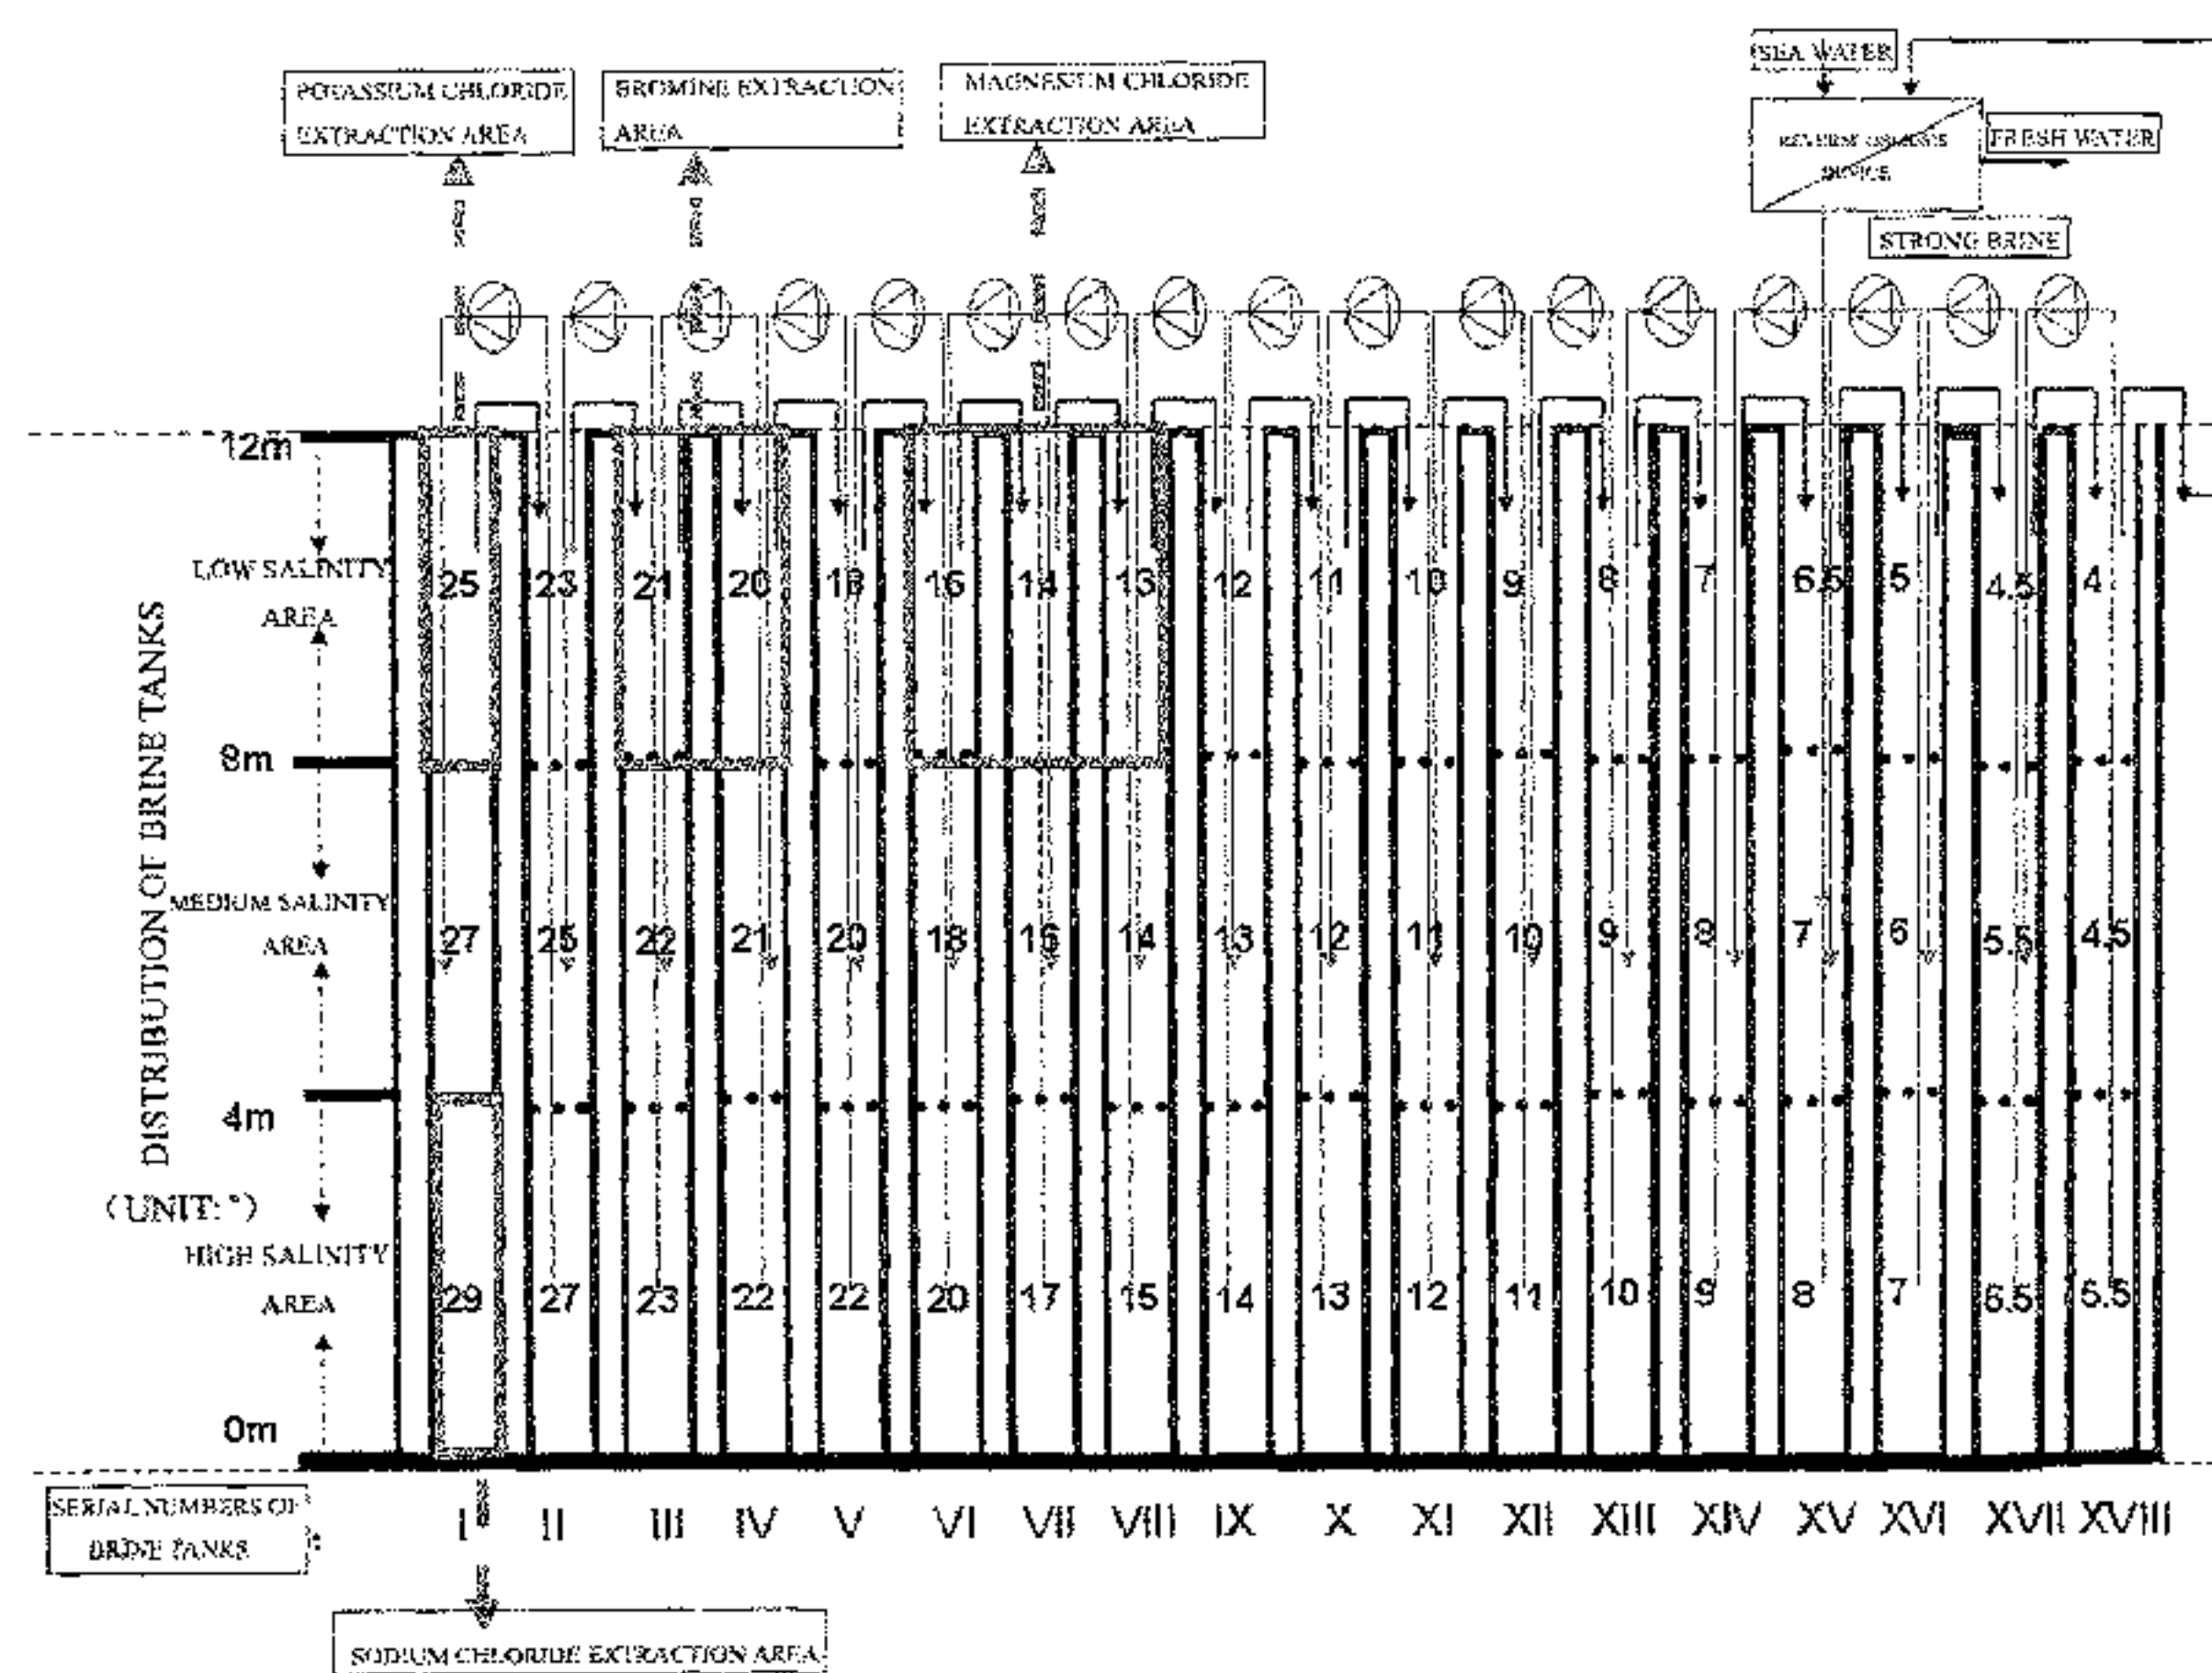 SEA WATER
POTASSIUM CHLORIDE
EXTRACTION AREA
BROMINE EXTRACTION
AREA
MAGNESIUM CHLORIDE
EXTRACTION AREA
REVERSE OSMOSIS
DEVICE
FRESH WATER
STRONG BRINE
12m
LOW SALINITY
AREA
25 23 21 20 18 16 14 13 12 11 10 9 8 7 6.5 5 4.5 4
8m
MEDIUM SALINITY
AREA
27 25 22 21 20 18 16 14 13 12 11 10 9 8 7 6 5.5 4.5
4m
DISTRIBUTION OF BRINE TANKS
(UNIT: °)
HIGH SALINITY
AREA
29 27 23 22 22 20 17 15 14 13 12 11 10 9 8 7 6.5 5.5
0m
SERIAL NUMBERS OF
BRINE TANKS :
I II III IV V VI VII VIII IX X XI XII XIII XIV XV XVI XVII XVIII
SODIUM CHLORIDE EXTRACTION AREA